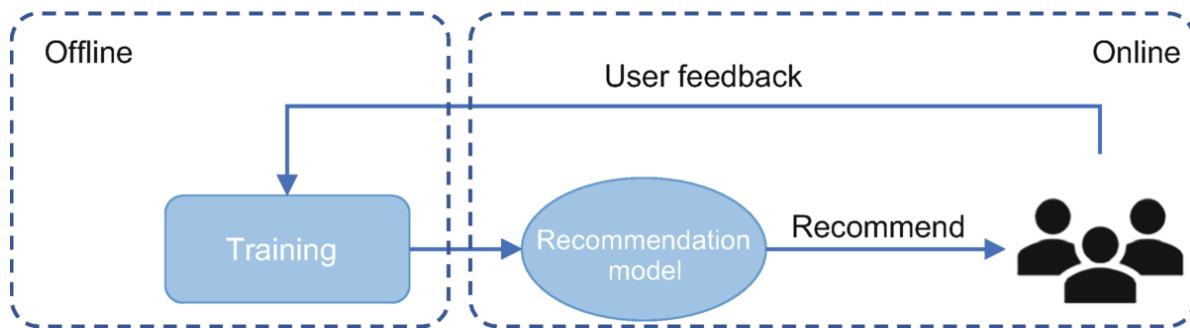 Offline
Online
User feedback
Training
Recommendation
model
Recommend